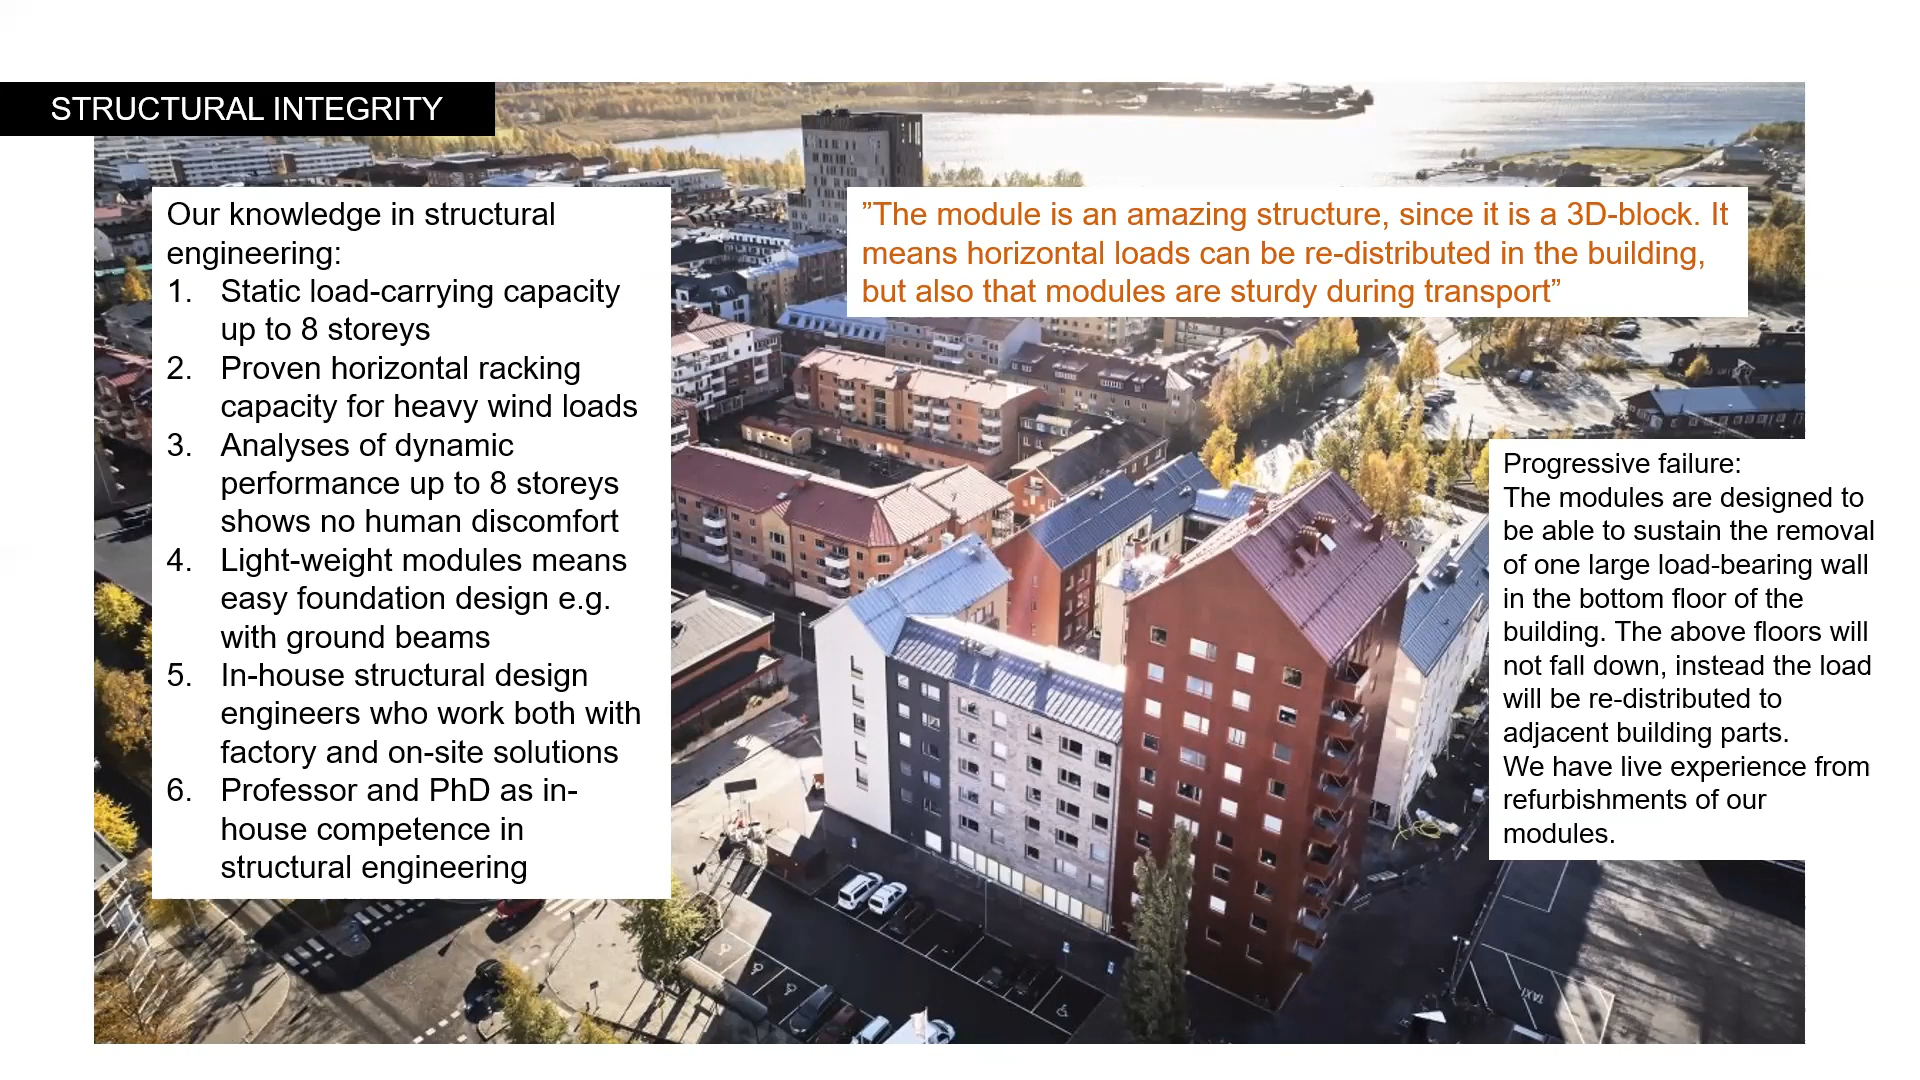 STRUCTURAL INTEGRITY
Our knowledge in structural
engineering:
1. Static load-carrying capacity
up to 8 storeys
2. Proven horizontal racking
capacity for heavy wind loads
3. Analyses of dynamic
performance up to 8 storeys
shows no human discomfort
4. Light-weight modules means
easy foundation design e.g.
with ground beams
5. In-house structural design
engineers who work both with
factory and on-site solutions
6. Professor and PhD as in-
house competence in
structural engineering
”The module is an amazing structure, since it is a 3D-block. It
means horizontal loads can be re-distributed in the building,
but also that modules are sturdy during transport”
Progressive failure:
The modules are designed to
be able to sustain the removal
of one large load-bearing wall
in the bottom floor of the
building. The above floors will
not fall down, instead the load
will be re-distributed to
adjacent building parts.
We have live experience from
refurbishments of our
modules.
TAXI